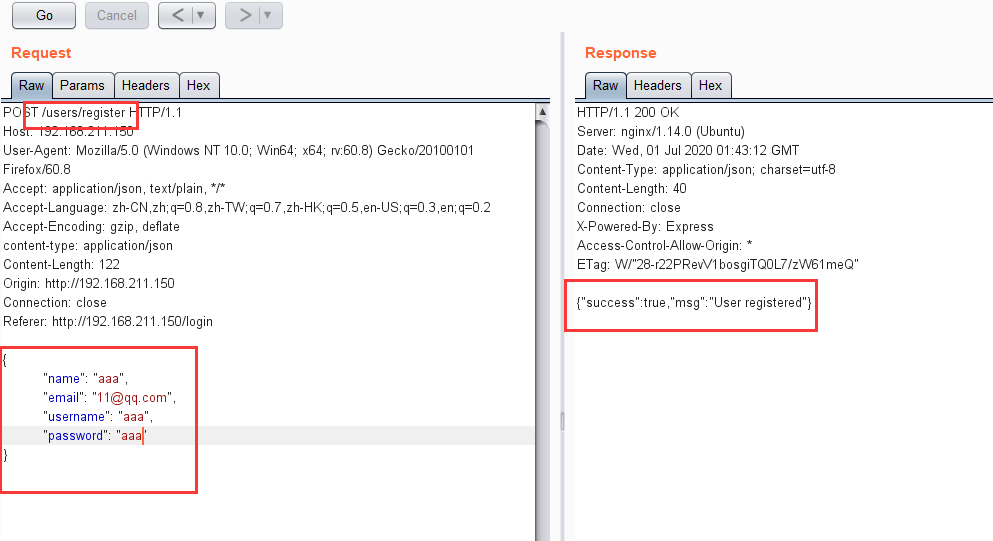 Go
Cancel
<
>
Request
Response
Raw
Params
Headers
Hex
Raw
Headers
Hex
POST /users/register HTTP/1.1
Host: 192.168.211.150
User-Agent: Mozilla/5.0 (Windows NT 10.0; Win64; x64; rv:60.8) Gecko/20100101
Firefox/60.8
Accept: application/json, text/plain, */*
Accept-Language: zh-CN,zh;q=0.8,zh-TW;q=0.7,zh-HK;q=0.5,en-US;q=0.3,en;q=0.2
Accept-Encoding: gzip, deflate
content-type: application/json
Content-Length: 122
Origin: http://192.168.211.150
Connection: close
Referer: http://192.168.211.150/login
{
"name": "aaa",
"email": "11@qq.com",
"username": "aaa",
"password": "aaa"
}
HTTP/1.1 200 OK
Server: nginx/1.14.0 (Ubuntu)
Date: Wed, 01 Jul 2020 01:43:12 GMT
Content-Type: application/json; charset=utf-8
Content-Length: 40
Connection: close
X-Powered-By: Express
Access-Control-Allow-Origin: *
ETag: W/"28-r22PRevV1bosgiTQ0L7/zW61meQ"
{"success":true,"msg":"User registered"}